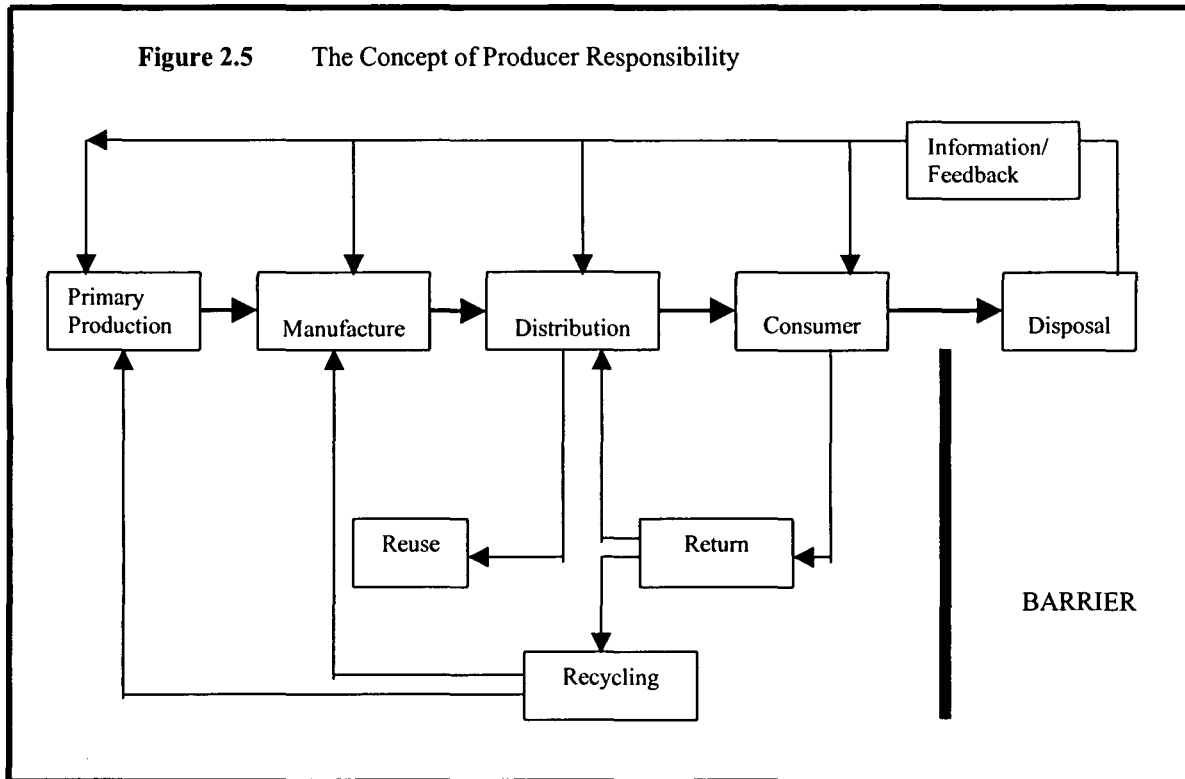 Figure 2.5 The Concept of Producer Responsibility
Information/
Feedback
Primary
Production
Manufacture
Distribution
Consumer
Disposal
Reuse
Return
BARRIER
Recycling